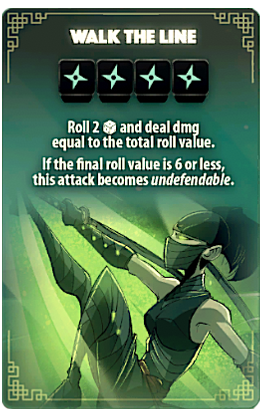 WALK THE LINE
Roll 2 and deal dmg
equal to the total roll value.
If the final roll value is 6 or less,
this attack becomes undefendable.